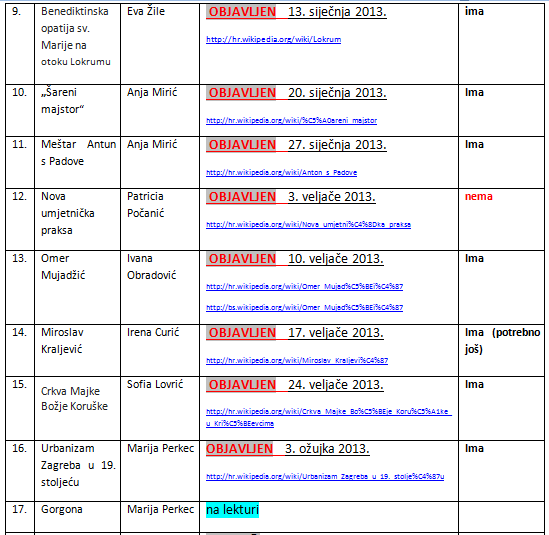 9. Benediktinska opatija sv. Marije na otoku Lokrumu Eva Žile OBJAVLJEN 13. siječnja 2013. ima
http://hr.wikipedia.org/wiki/Lokrum
10. „Šareni majstor“ Anja Mirić OBJAVLJEN 20. siječnja 2013. Ima
http://hr.wikipedia.org/wiki/%C5%A0areni_majstor
11. Meštar Antun s Padove Anja Mirić OBJAVLJEN 27. siječnja 2013. Ima
http://hr.wikipedia.org/wiki/Anton_s_Padove
12. Nova umjetnička praksa Patricia Počanić OBJAVLJEN 3. veljače 2013. nema
http://hr.wikipedia.org/wiki/Nova_umjetni%C4%8Dka_praksa
13. Omer Mujadžić Ivana Obradović OBJAVLJEN 10. veljače 2013. Ima
http://hr.wikipedia.org/wiki/Omer_Mujad%C5%BEi%C4%87
http://bs.wikipedia.org/wiki/Omer_Mujad%C5%BEi%C4%87
14. Miroslav Kraljević Irena Curić OBJAVLJEN 17. veljače 2013. Ima (potrebno još)
http://hr.wikipedia.org/wiki/Miroslav_Kraljevi%C4%87
15. Crkva Majke Božje Koruške Sofia Lovrić OBJAVLJEN 24. veljače 2013. Ima
http://hr.wikipedia.org/wiki/Crkva_Majke_Bo%C5%BEje_Koru%C5%A1ke_
u_Kri%C5%BEevcima
16. Urbanizam Zagreba u 19. stoljeću Marija Perkec OBJAVLJEN 3. ožujka 2013. Ima
http://hr.wikipedia.org/wiki/Urbanizam_Zagreba_u_19._stolje%C4%87u
17. Gorgona Marija Perkec na lekturi